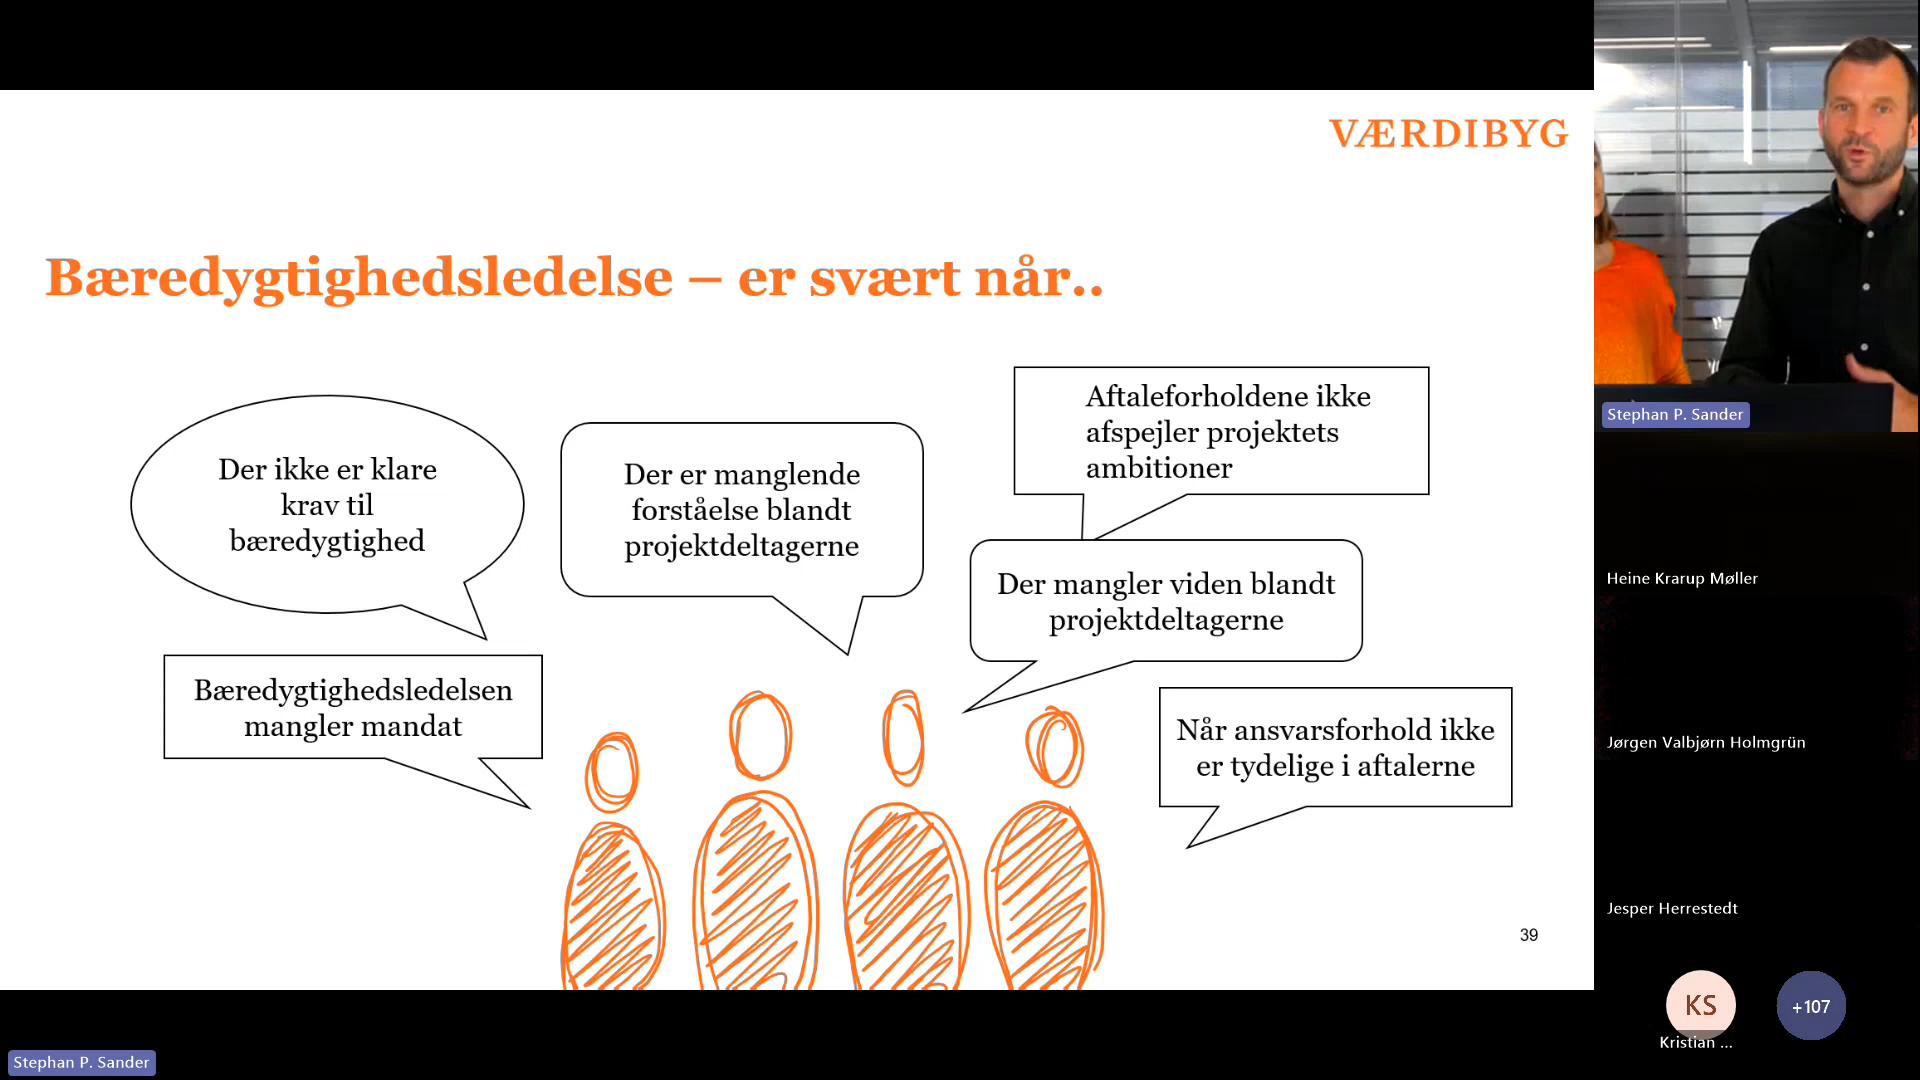 VÆRDIBYG
Bæredygtighedsledelse – er svært når..
Der ikke er klare
krav til
bæredygtighed
Der er manglende
forståelse blandt
projektdeltagerne
Aftaleforholdene ikke
afspejler projektets
ambitioner
Der mangler viden blandt
projektdeltagerne
Bæredygtighedsledelsen
mangler mandat
Når ansvarsforhold ikke
er tydelige i aftalerne
39
Stephan P. Sander
Stephan P. Sander
Heine Krarup Møller
Jørgen Valbjørn Holmgrün
Jesper Herrestedt
KS
Kristian ...
+107